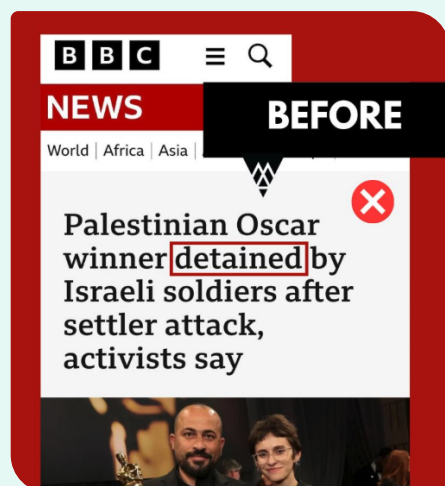 BBC
NEWS
BEFORE
World | Africa | Asia |
Palestinian Oscar
winner detained by
Israeli soldiers after
settler attack,
activists say